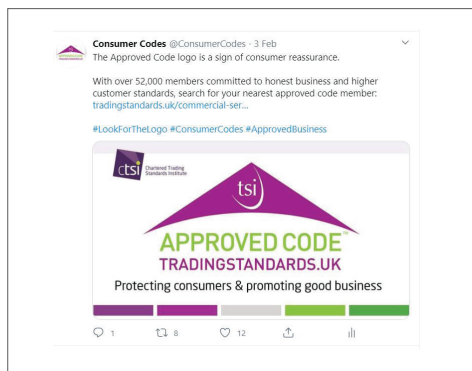 Consumer Codes @ConsumerCodes · 3 Feb
The Approved Code logo is a sign of consumer reassurance.
With over 52,000 members committed to honest business and higher
customer standards, search for your nearest approved code member:
tradingstandards.uk/commercial-ser...
#LookForTheLogo #ConsumerCodes #ApprovedBusiness
ctsi
Chartered Trading
Standards Institute
tsi
APPROVED CODE™
TRADINGSTANDARDS.UK
Protecting consumers & promoting good business
1 8 12